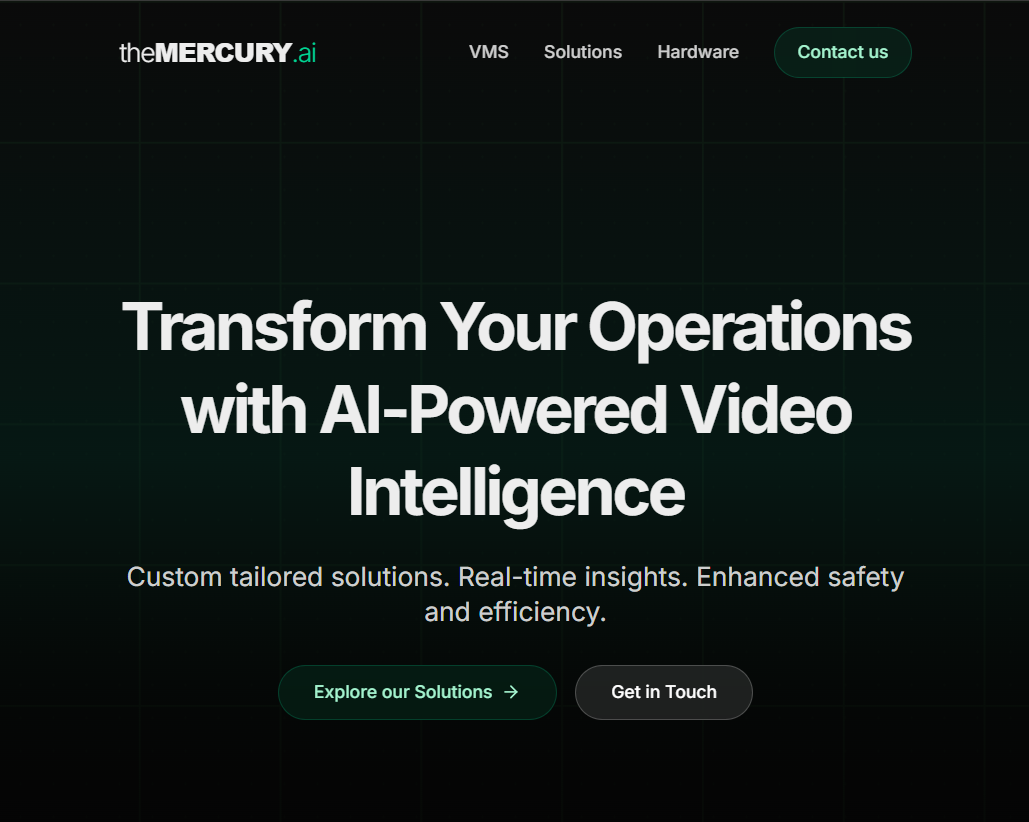 theMERCURY.ai
VMS
Solutions
Hardware
Contact us
Transform Your Operations
with AI-Powered Video
Intelligence
Custom tailored solutions. Real-time insights. Enhanced safety
and efficiency.
Explore our Solutions →
Get in Touch